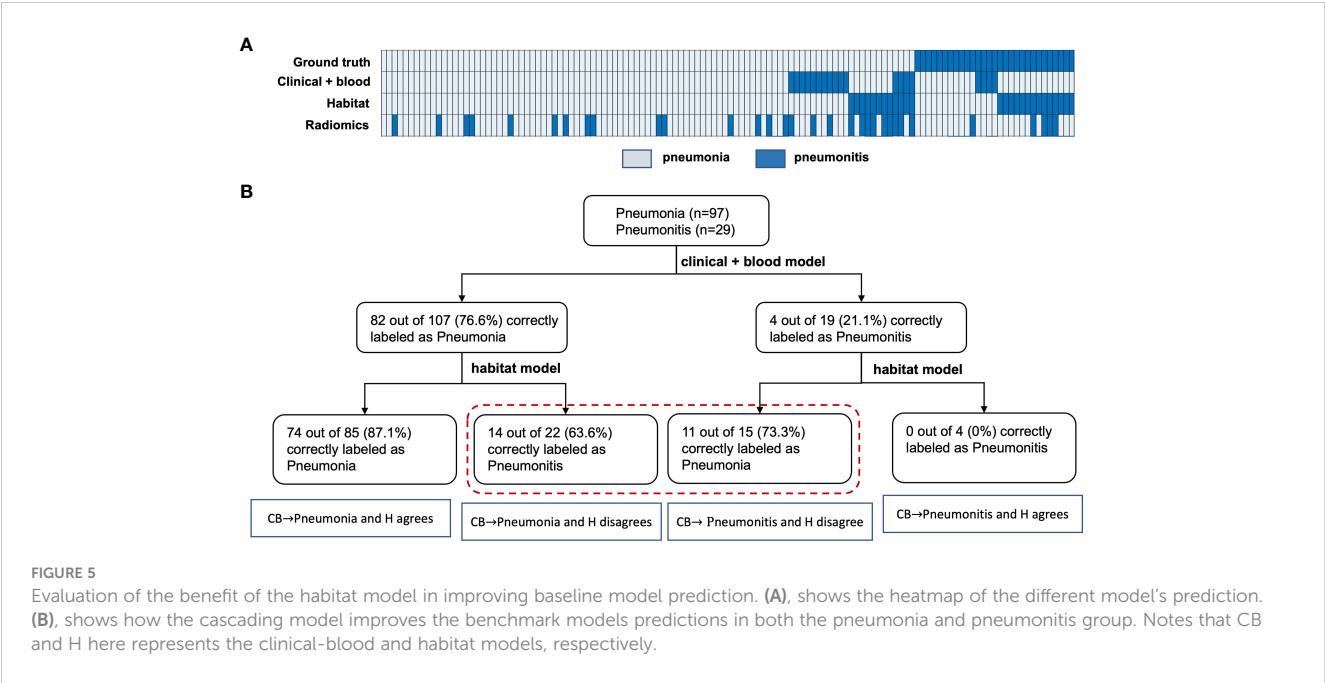 A
Ground truth
Clinical + blood
Habitat
Radiomics
pneumonia
pneumonitis
B
Pneumonia (n=97)
Pneumonitis (n=29)
clinical + blood model
82 out of 107 (76.6%) correctly
labeled as Pneumonia
4 out of 19 (21.1%) correctly
labeled as Pneumonitis
habitat model
habitat model
74 out of 85 (87.1%)
correctly labeled as
Pneumonia
14 out of 22 (63.6%)
correctly labeled as
Pneumonitis
11 out of 15 (73.3%)
correctly labeled as
Pneumonia
0 out of 4 (0%) correctly
labeled as Pneumonitis
CB→Pneumonia and H agrees
CB→Pneumonia and H disagrees
CB→ Pneumonitis and H disagree
CB→Pneumonitis and H agrees
FIGURE 5
Evaluation of the benefit of the habitat model in improving baseline model prediction. (A), shows the heatmap of the different model's prediction.
(B), shows how the cascading model improves the benchmark models predictions in both the pneumonia and pneumonitis group. Notes that CB
and H here represents the clinical-blood and habitat models, respectively.